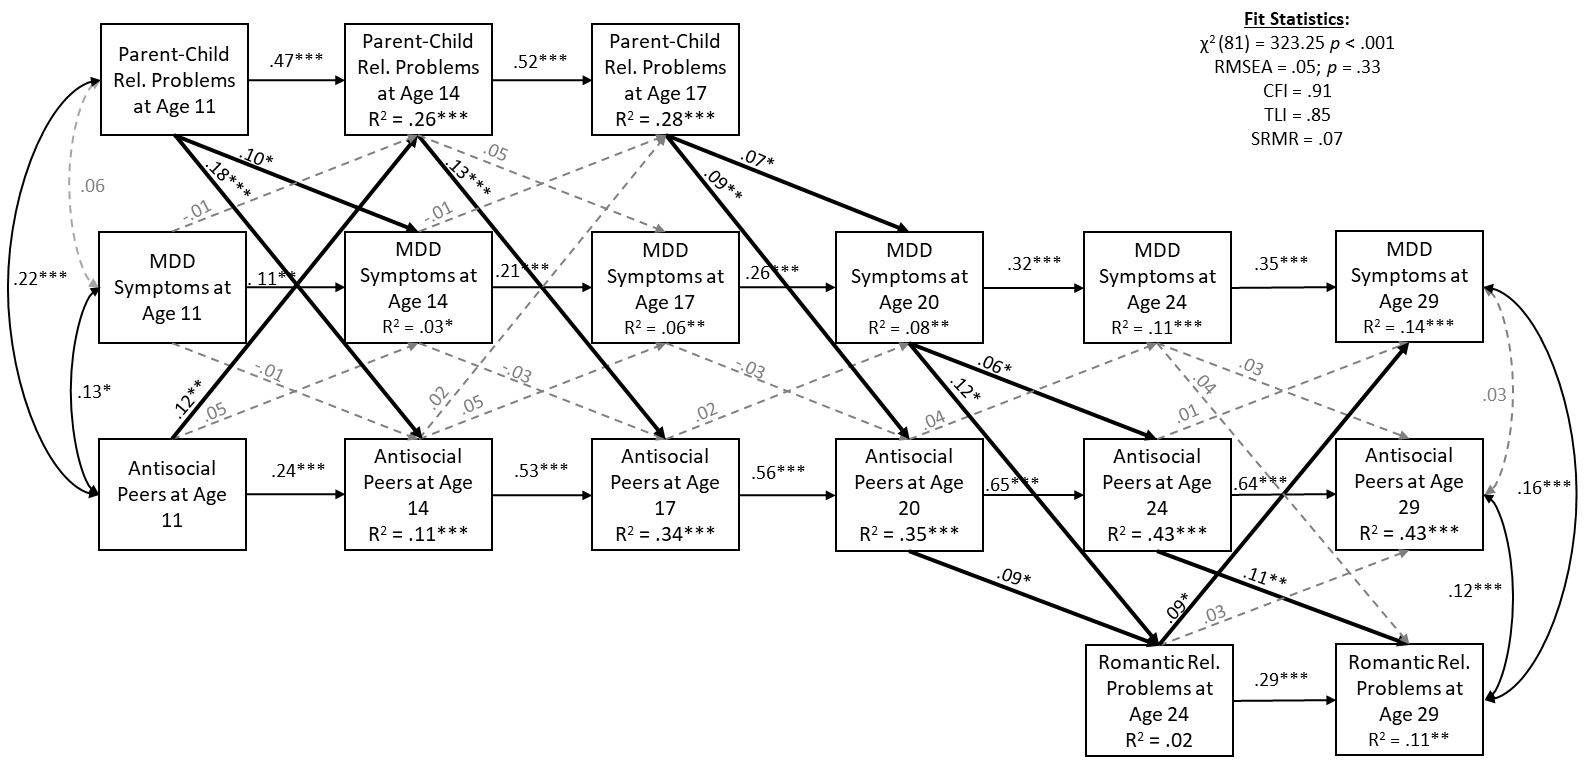 Fit Statistics:
χ² (81) = 323.25 p < .001
RMSEA = .05; p = .33
CFI = .91
TLI = .85
SRMR = .07
Parent-Child
Rel. Problems
at Age 11
.47***
Parent-Child
Rel. Problems
at Age 14
R² = .26***
.52***
Parent-Child
Rel. Problems
at Age 17
R² = .28***
.10*
.18***
.05
.13***
.07*
.09**
.06
-.01
-.01
MDD
Symptoms at
Age 11
.11**
MDD
Symptoms at
Age 14
R² = .03*
.21***
MDD
Symptoms at
Age 17
R² = .06**
.26***
MDD
Symptoms at
Age 20
R² = .08**
.32***
MDD
Symptoms at
Age 24
R² = .11***
.35***
MDD
Symptoms at
Age 29
R² = .14***
.22***
.13*
.12**
-.01
.05
.02
-.03
.05
-.03
.02
.06*
.12*
.04
.03
.04
.01
.03
Antisocial
Peers at Age
11
.24***
Antisocial
Peers at Age
14
R² = .11***
.53***
Antisocial
Peers at Age
17
R² = .34***
.56***
Antisocial
Peers at Age
20
R² = .35***
.65***
Antisocial
Peers at Age
24
R² = .43***
.64***
Antisocial
Peers at Age
29
R² = .43***
.16***
.09*
.11**
.09*
.03
.12***
Romantic Rel.
Problems at
Age 24
R² = .02
.29***
Romantic Rel.
Problems at
Age 29
R² = .11**